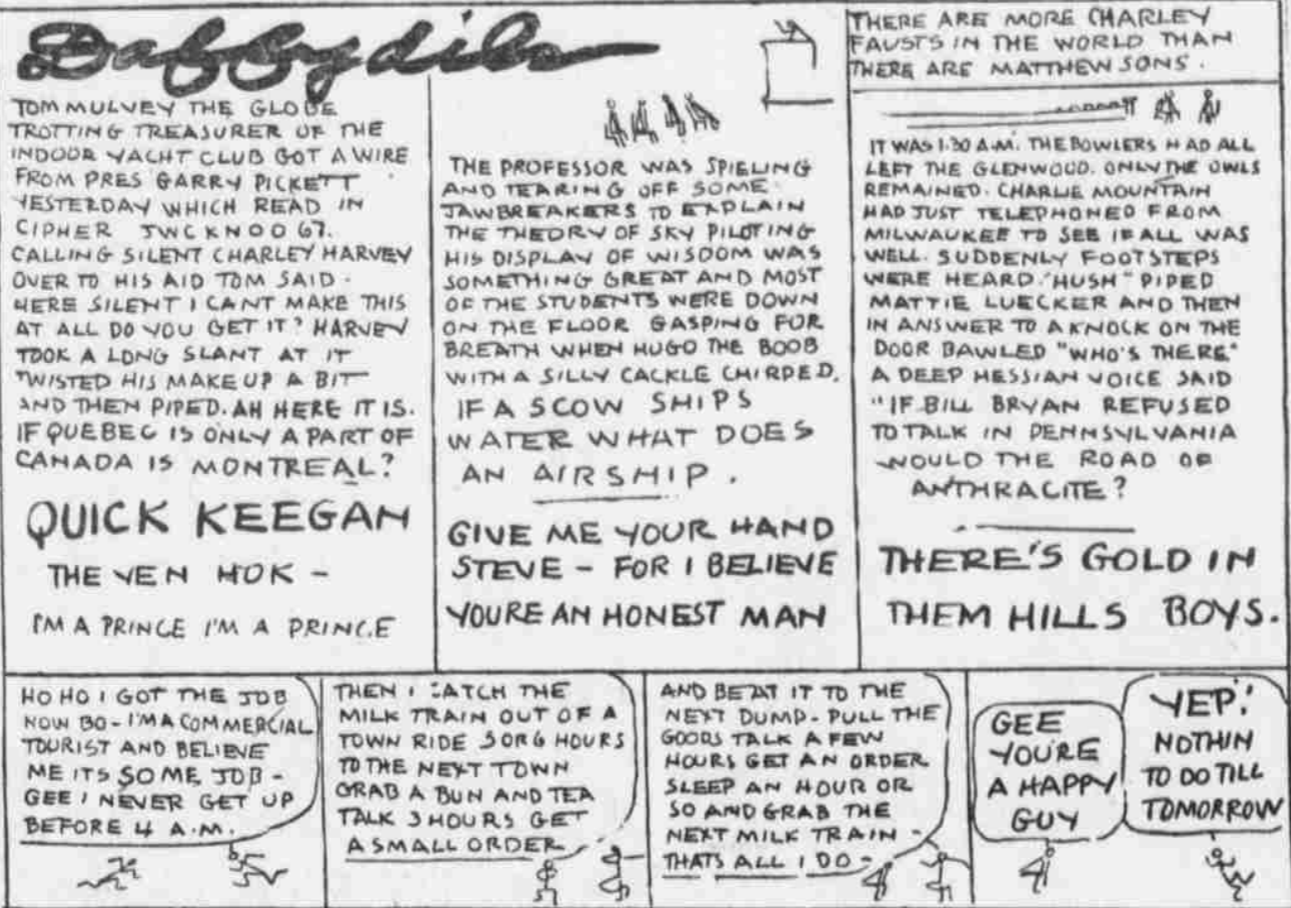 Daffydils
TOM MULVEY THE GLOBE
TROTTING TREASURER OF THE
INDOOR YACHT CLUB GOT A WIRE
FROM PRES GARRY PICKETT
YESTERDAY WHICH READ IN
CIPHER JWCKNOO 67.
CALLING SILENT CHARLEY HARVEY
OVER TO HIS AID TOM SAID.
HERE SILENT I CANT MAKE THIS
AT ALL DO YOU GET IT? HARVEY
TOOK A LONG SLANT AT IT
TWISTED HIS MAKE UP A BIT
AND THEN PIPED. AH HERE IT IS.
IF QUEBEC IS ONLY A PART OF
CANADA IS MONTREAL?
QUICK KEEGAN
THE YEN HOK -
I'M A PRINCE I'M A PRINCE
THE PROFESSOR WAS SPIELING
AND TEARING OFF SOME
JAWBREAKERS TO EXPLAIN
THE THEORY OF SKY PILOTING
HIS DISPLAY OF WISDOM WAS
SOMETHING GREAT AND MOST
OF THE STUDENTS WERE DOWN
ON THE FLOOR GASPING FOR
BREATH WHEN HUGO THE BOOB
WITH A SILLY CACKLE CHIRPED.
IF A SCOW SHIPS
WATER WHAT DOES
AN AIRSHIP.
GIVE ME YOUR HAND
STEVE - FOR I BELIEVE
YOURE AN HONEST MAN
THERE ARE MORE CHARLEY
FAUSTS IN THE WORLD THAN
THERE ARE MATTHEWSONS.
IT WAS 1:30 A.M. THE BOWLERS HAD ALL
LEFT THE GLENWOOD. ONLY THE OWLS
REMAINED. CHARLIE MOUNTAIN
HAD JUST TELEPHONED FROM
MILWAUKEE TO SEE IF ALL WAS
WELL. SUDDENLY FOOTSTEPS
WERE HEARD. "HUSH" PIPED
MATTIE LUECKER AND THEN
IN ANSWER TO A KNOCK ON THE
DOOR BAWLED "WHO'S THERE"
A DEEP HESSIAN VOICE SAID
"IF BILL BRYAN REFUSED
TO TALK IN PENNSYLVANIA
WOULD THE ROAD OF
ANTHRACITE?
THERE'S GOLD IN
THEM HILLS BOYS.
HO HO I GOT THE JOB
NOW BO - I'M A COMMERCIAL
TOURIST AND BELIEVE
ME ITS SOME JOB -
GEE I NEVER GET UP
BEFORE 4 A.M.
THEN I CATCH THE
MILK TRAIN OUT OF A
TOWN RIDE 5 OR 6 HOURS
TO THE NEXT TOWN
GRAB A BUN AND TEA
TALK 3 HOURS GET
A SMALL ORDER
AND BEAT IT TO THE
NEXT DUMP - PULL THE
GOODS TALK A FEW
HOURS GET AN ORDER
SLEEP AN HOUR OR
SO AND GRAB THE
NEXT MILK TRAIN -
THATS ALL I DO -
GEE
YOU'RE
A HAPPY
GUY
YEP!
NOTHIN
TO DO TILL
TOMORROW